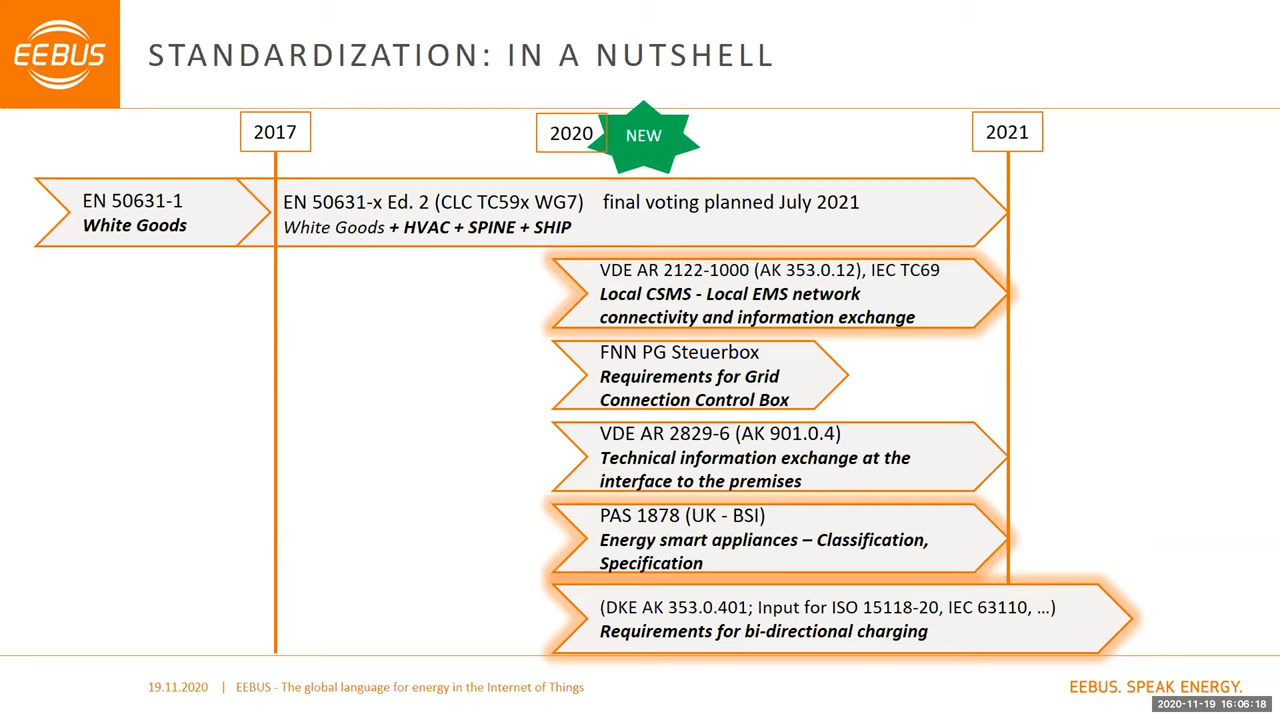 EEBUS
STANDARDIZATION: IN A NUTSHELL
2017
2020
NEW
2021
EN 50631-1
White Goods
EN 50631-x Ed. 2 (CLC TC59x WG7) final voting planned July 2021
White Goods + HVAC + SPINE + SHIP
VDE AR 2122-1000 (AK 353.0.12), IEC TC69
Local CSMS - Local EMS network
connectivity and information exchange
FNN PG Steuerbox
Requirements for Grid
Connection Control Box
VDE AR 2829-6 (AK 901.0.4)
Technical information exchange at the
interface to the premises
PAS 1878 (UK - BSI)
Energy smart appliances – Classification,
Specification
(DKE AK 353.0.401; Input for ISO 15118-20, IEC 63110, …)
Requirements for bi-directional charging
19.11.2020 | EEBUS - The global language for energy in the Internet of Things
EEBUS. SPEAK ENERGY.
2020-11-19 16:06:18